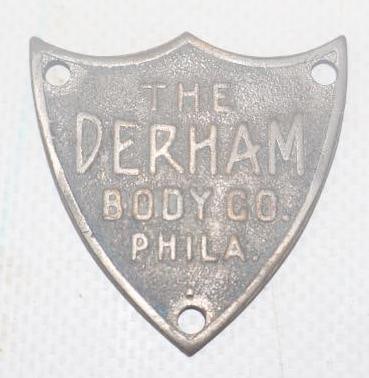 THE
DERHAM
BODY CO.
PHILA.